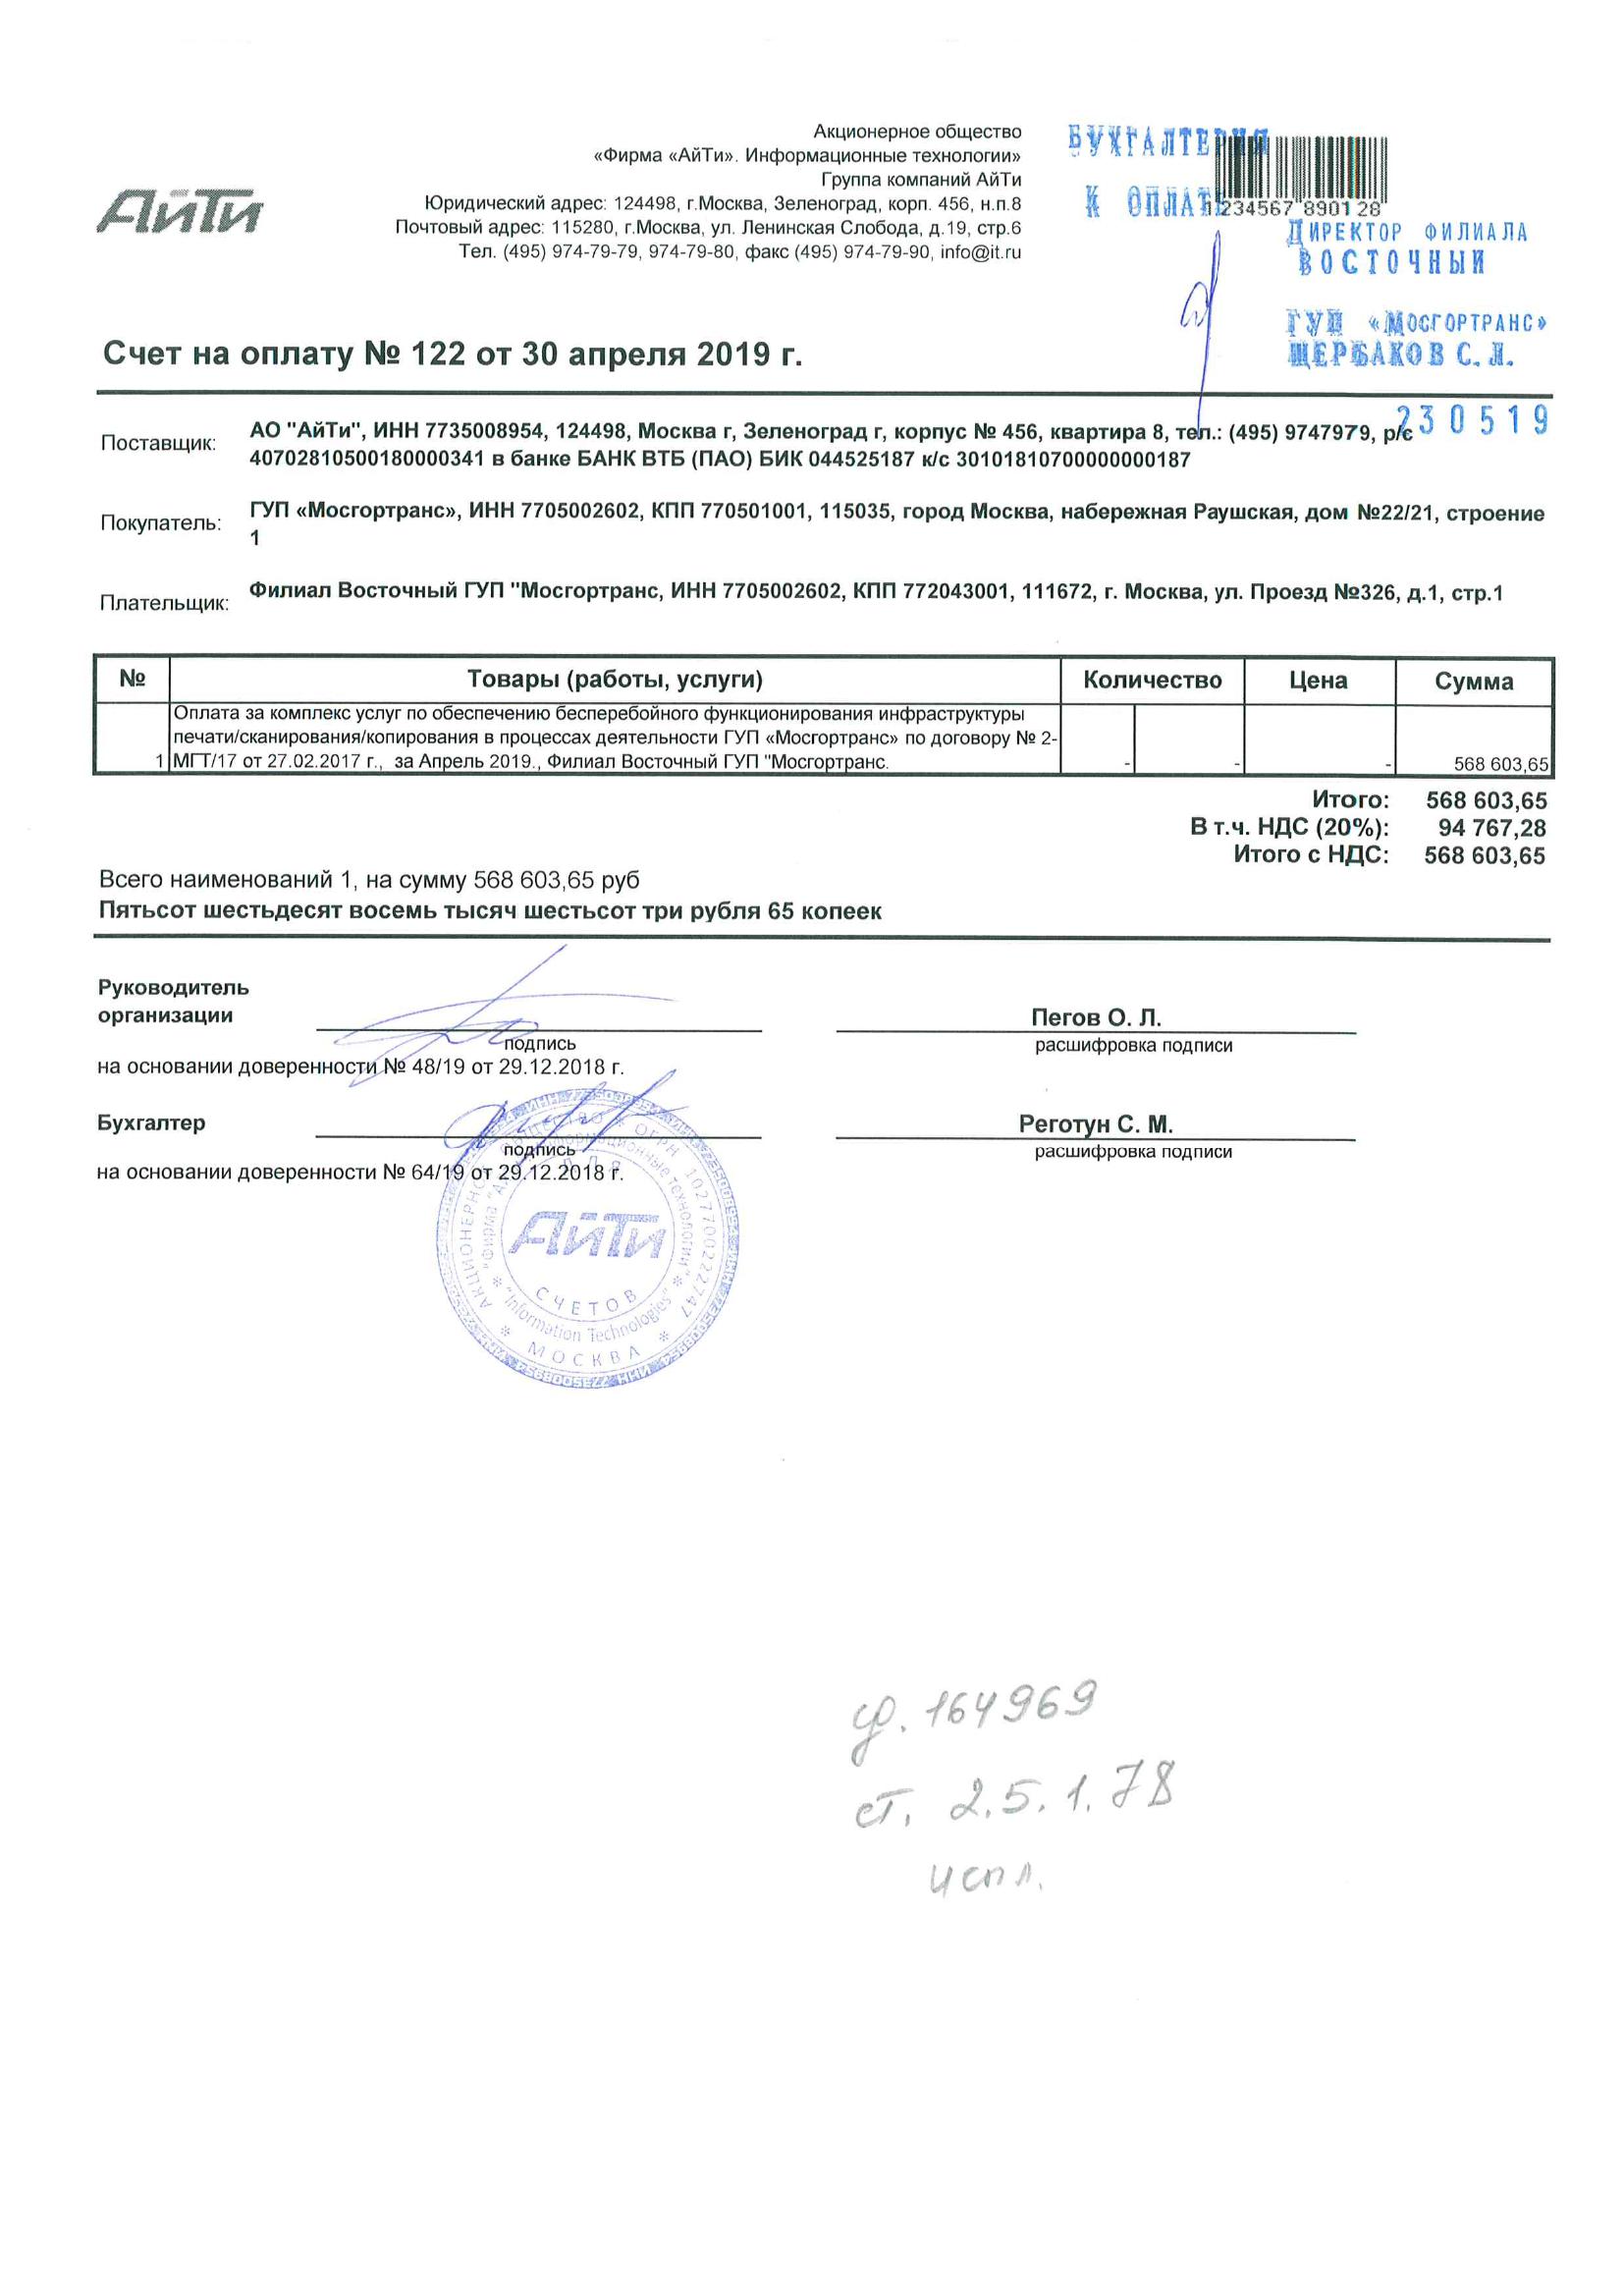 АйТи
Акционерное общество
«Фирма «АйТи». Информационные технологии»
Группа компаний АйТи
Юридический адрес: 124498, г.Москва, Зеленоград, корп. 456, н.п.8
Почтовый адрес: 115280, г.Москва, ул. Ленинская Слобода, д.19, стр.6
Тел. (495) 974-79-79, 974-79-80, факс (495) 974-79-90, info@it.ru
БУХГАЛТЕРИЯ
К ОПЛАТЕ
1 234567 8901 28
ДИРЕКТОР ФИЛИАЛА
ВОСТОЧНЫЙ
ГУП «МОСГОРТРАНС»
ЩЕРБАКОВ С. Л.
230519
Счет на оплату № 122 от 30 апреля 2019 г.
Поставщик: АО "АйТи", ИНН 7735008954, 124498, Москва г, Зеленоград г, корпус № 456, квартира 8, тел.: (495) 9747979, р/с
40702810500180000341 в банке БАНК ВТБ (ПАО) БИК 044525187 к/с 30101810700000000187
Покупатель: ГУП «Мосгортранс», ИНН 7705002602, КПП 770501001, 115035, город Москва, набережная Раушская, дом №22/21, строение
1
Плательщик: Филиал Восточный ГУП "Мосгортранс, ИНН 7705002602, КПП 772043001, 111672, г. Москва, ул. Проезд №326, д.1, стр.1
№ Товары (работы, услуги) Количество Цена Сумма
Оплата за комплекс услуг по обеспечению бесперебойного функционирования инфраструктуры
печати/сканирования/копирования в процессах деятельности ГУП «Мосгортранс» по договору № 2-
1 МГТ/17 от 27.02.2017 г., за Апрель 2019., Филиал Восточный ГУП "Мосгортранс. - - - 568 603,65
Итого: 568 603,65
В т.ч. НДС (20%): 94 767,28
Итого с НДС: 568 603,65
Всего наименований 1, на сумму 568 603,65 руб
Пятьсот шестьдесят восемь тысяч шестьсот три рубля 65 копеек
Руководитель
организации Пегов О. Л.
подпись расшифровка подписи
на основании доверенности № 48/19 от 29.12.2018 г.
Бухгалтер Реготун С. М.
подпись расшифровка подписи
на основании доверенности № 64/19 от 29.12.2018 г.
ИНН 7735008954
АКЦИОНЕРНОЕ ОБЩЕСТВО * ОГРН 1027700222747 * МОСКВА *
"Фирма "АйТи". Информационные технологии" * "Information Technologies" *
ДЛЯ
АйТи
СЧЕТОВ
ср. 164969
ст. 2.5.1.78
испл.